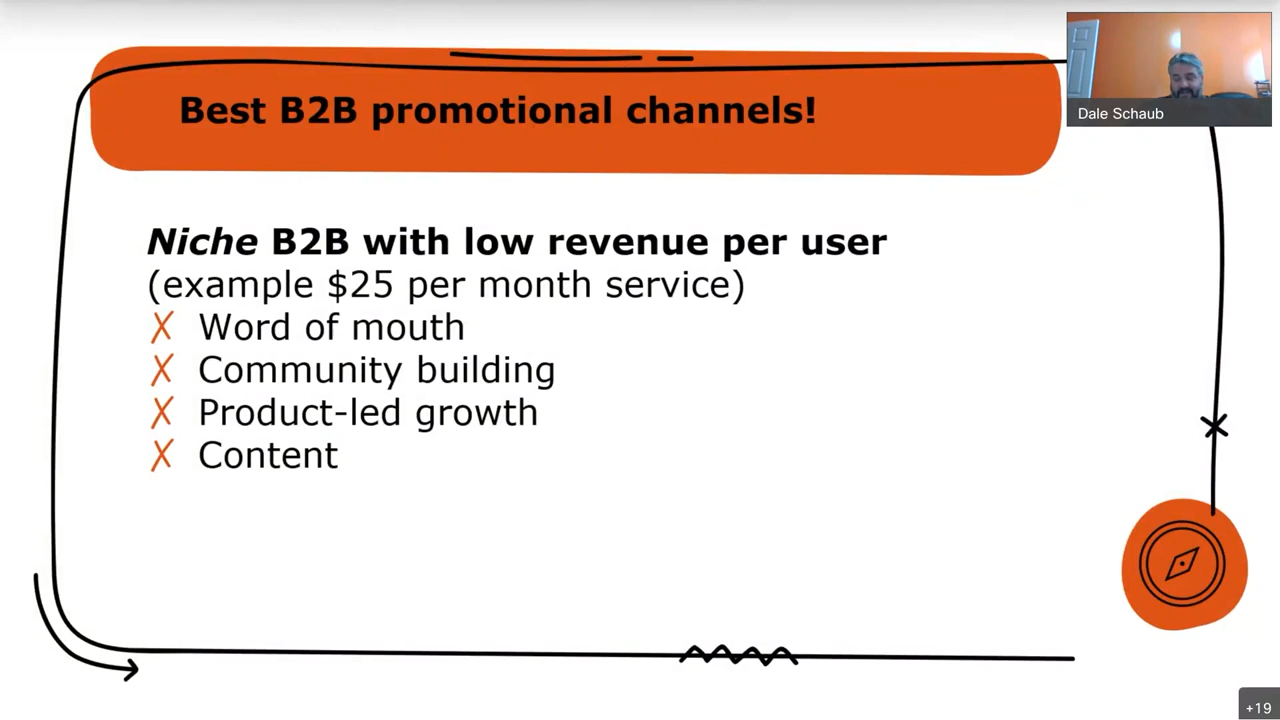 Best B2B promotional channels!
Dale Schaub
Niche B2B with low revenue per user
(example $25 per month service)
X Word of mouth
X Community building
X Product-led growth
X Content
+19